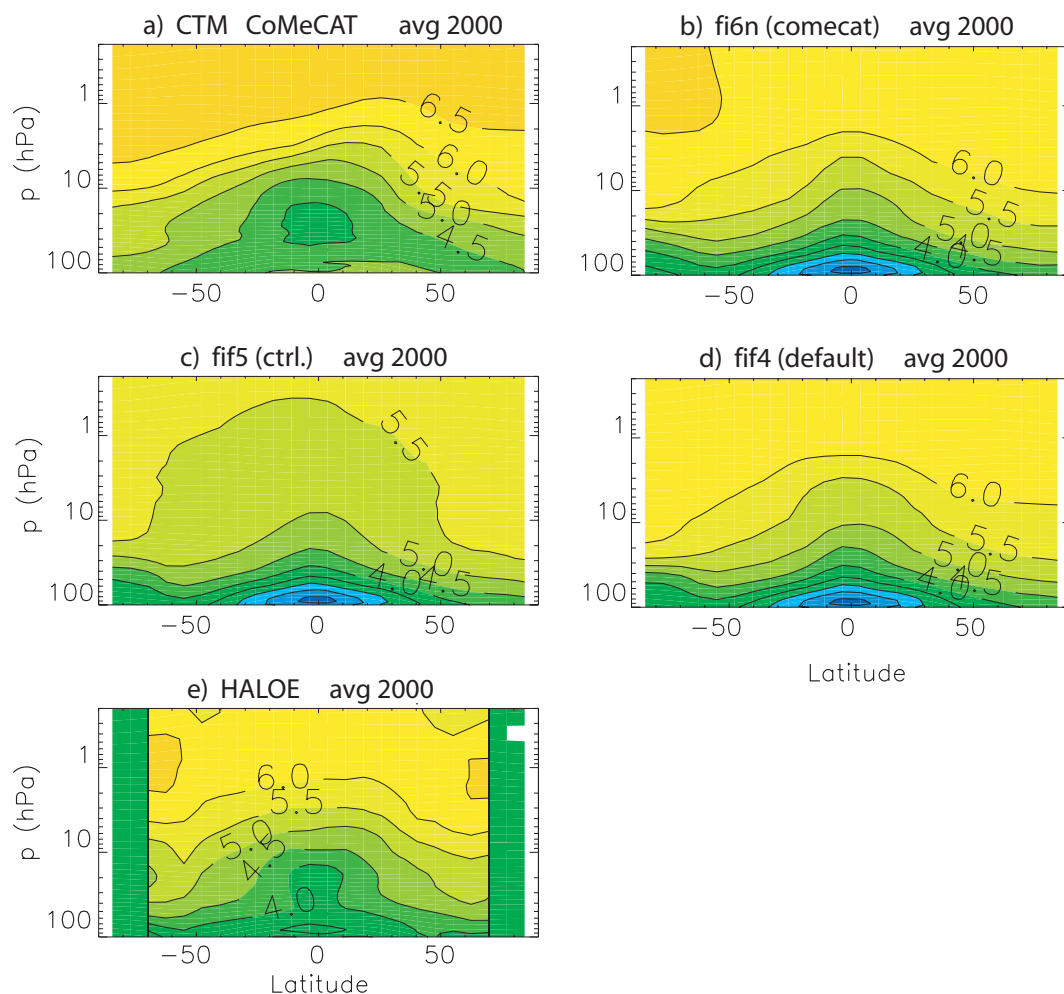 a) CTM CoMeCAT avg 2000
p (hPa)
1
10
100
6.5
6.0
5.5
5.0
4.5
-50 0 50
b) fi6n (comecat) avg 2000
1
10
100
6.0
5.5
5.0
4.5
4.0
-50 0 50
c) fif5 (ctrl.) avg 2000
p (hPa)
1
10
100
5.5
5.0
4.5
4.0
-50 0 50
d) fif4 (default) avg 2000
1
10
100
6.0
5.5
5.0
4.5
4.0
-50 0 50
Latitude
e) HALOE avg 2000
p (hPa)
1
10
100
6.0
5.5
5.0
4.5
4.0
-50 0 50
Latitude